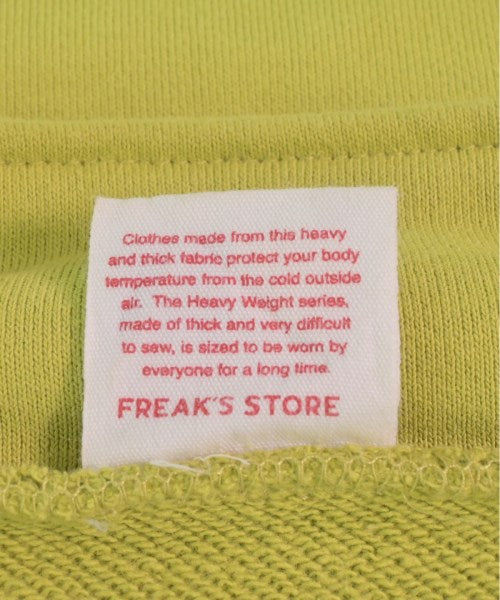 Clothes made from this heavy
and thick fabric protect your body
temperature from the cold outside
air. The Heavy Weight series,
made of thick and very difficult
to sew, is sized to be worn by
everyone for a long time.
FREAK'S STORE